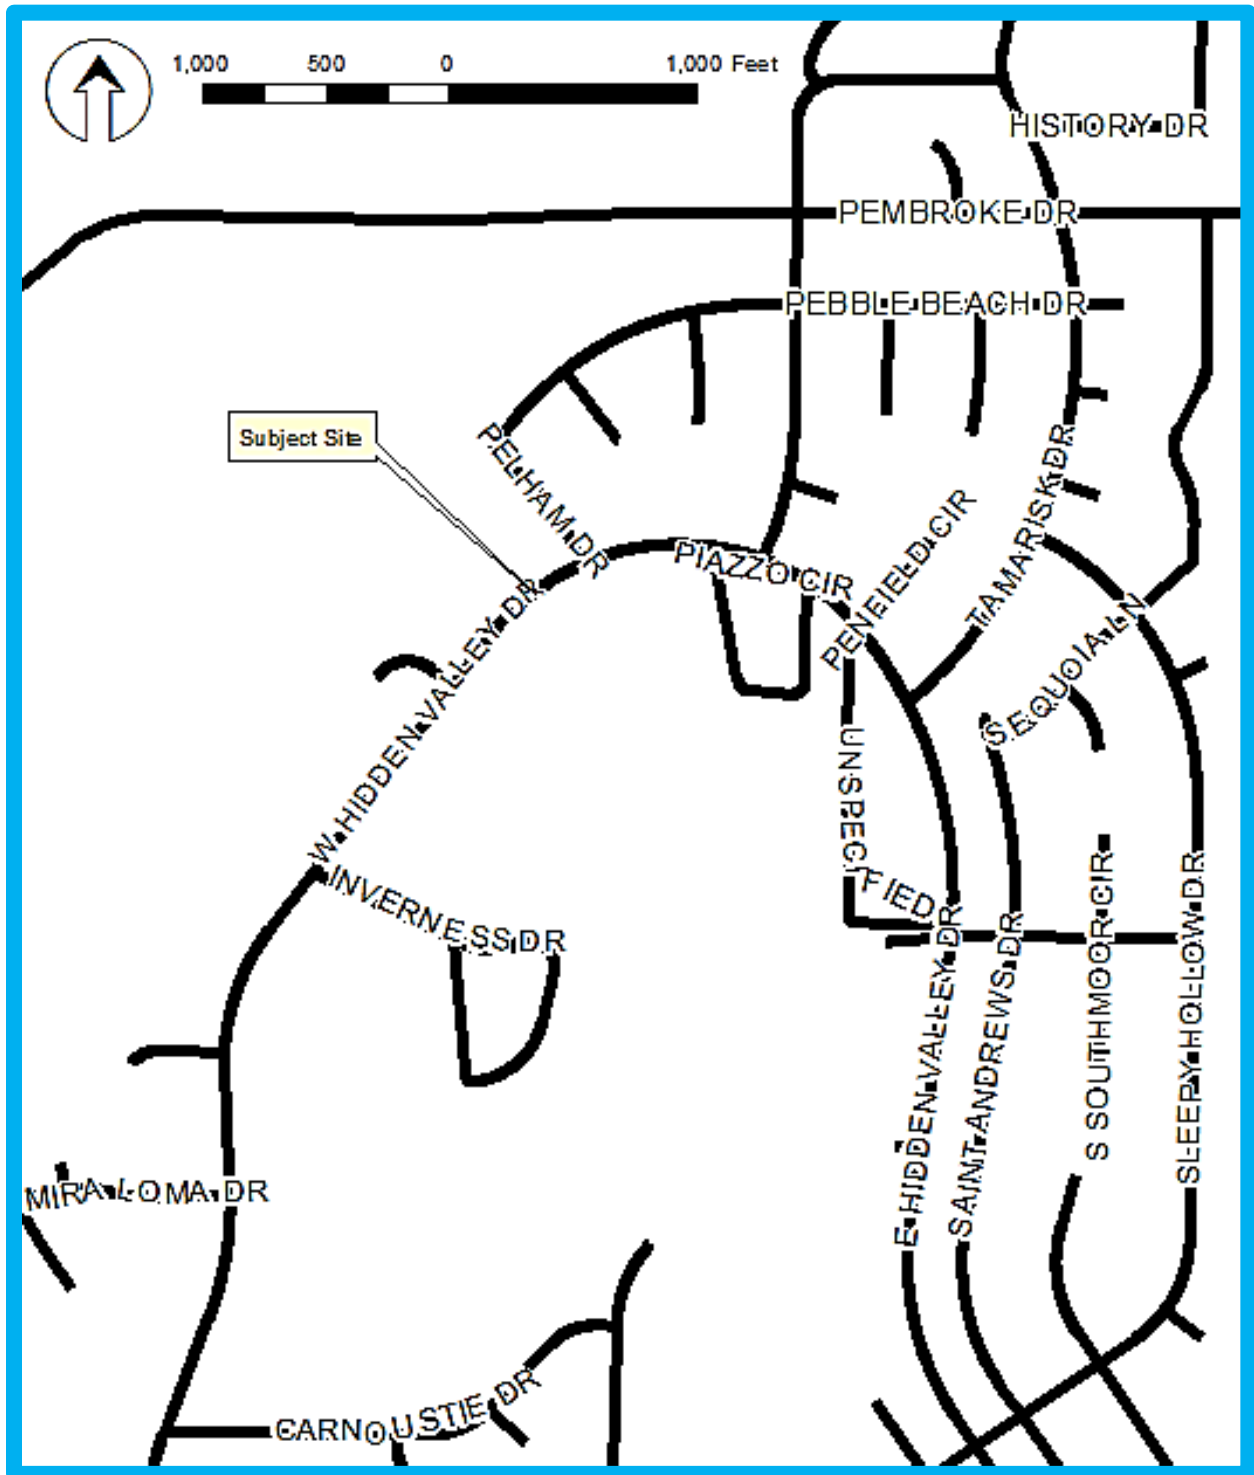 1,000 500 0 1,000 Feet
HISTORY DR
PEMBROKE DR
PEBBLE BEACH DR
Subject Site
PELHAM DR
PIAZZO CIR
PENFIELD CIR
TAMARISK DR
SEQUOIA LN
W HIDDEN VALLEY DR
UNSPECIFIED
INVERNESS DR
E HIDDEN VALLEY DR
SAINT ANDREWS DR
S SOUTHMOOR CIR
SLEEPY HOLLOW DR
MIRA LOMA DR
CARNOUSTIE DR